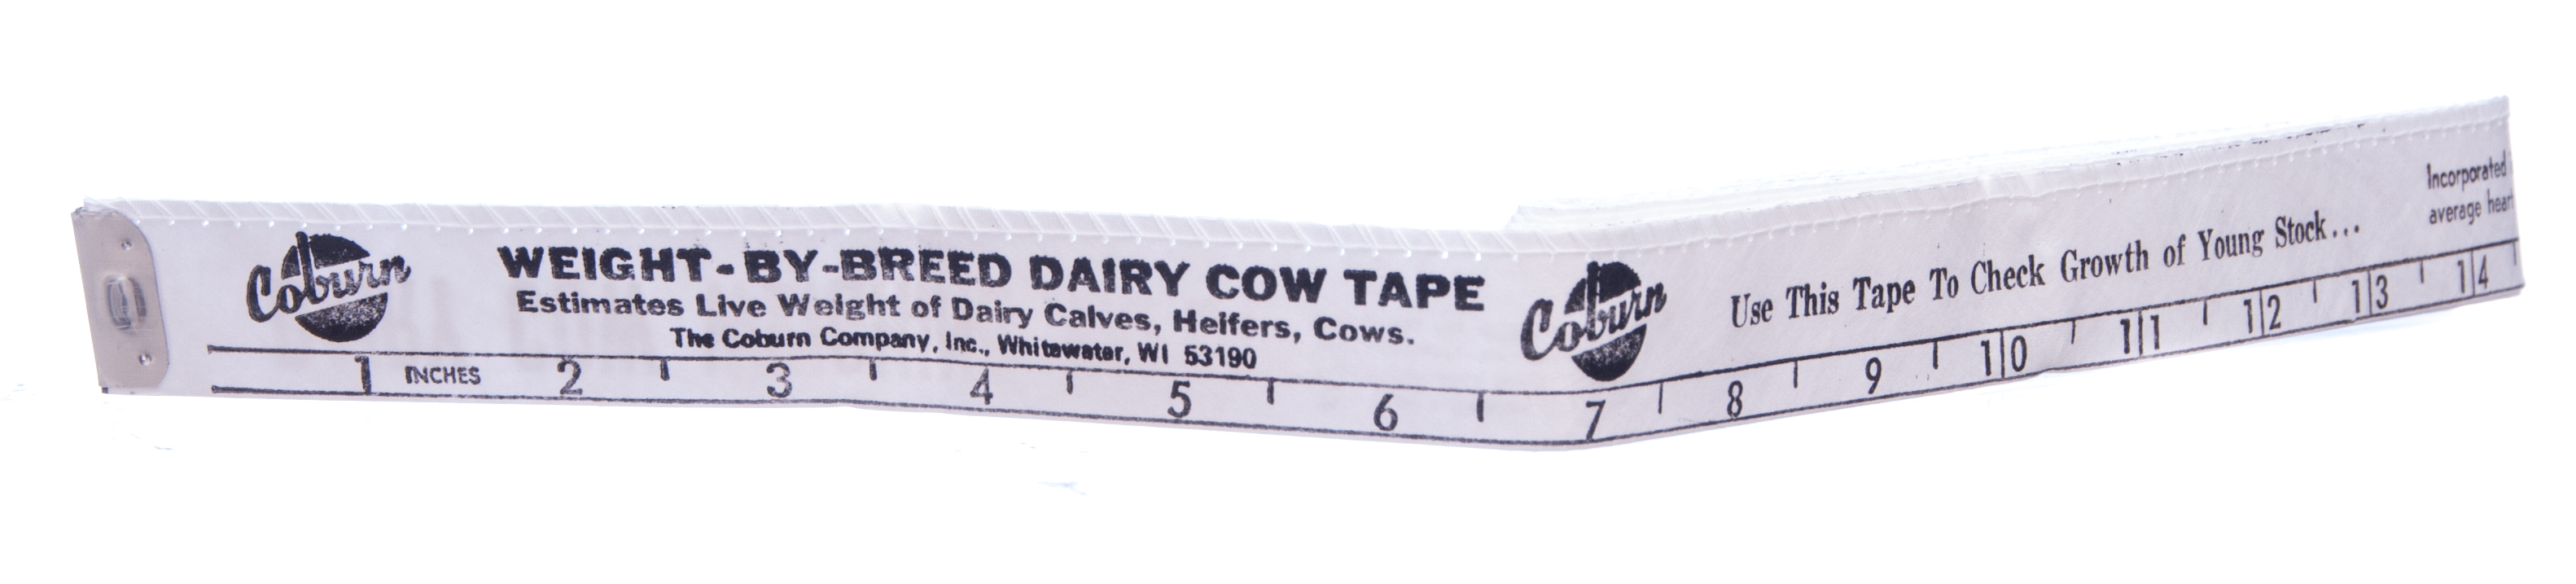 Coburn
WEIGHT-BY-BREED DAIRY COW TAPE
Estimates Live Weight of Dairy Calves, Heifers, Cows.
The Coburn Company, Inc., Whitewater, WI 53190
Coburn
Use This Tape To Check Growth of Young Stock...
Incorporated
average heart
1 INCHES 2 3 4 5 6 7 8 9 10 11 12 13 14